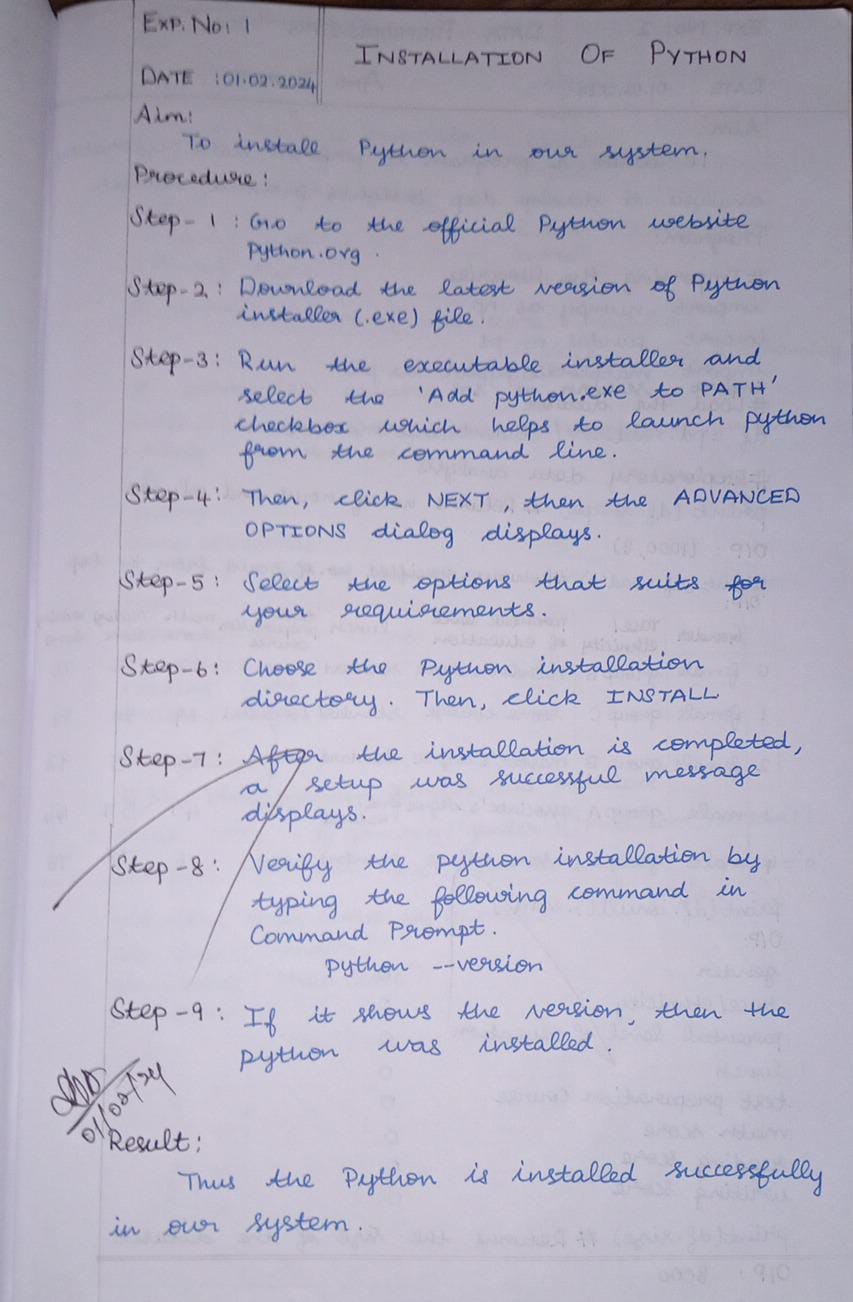 EXP. NO: 1
INSTALLATION OF PYTHON
DATE : 01.02.2024
Aim:
To install Python in our system.
Procedure:
Step-1 : Go to the official Python website
Python.org.
Step-2 : Download the latest version of Python
installer (.exe) file.
Step-3 : Run the executable installer and
select the 'Add python.exe to PATH'
checkbox which helps to launch python
from the command line.
Step-4 : Then, click NEXT, then the ADVANCED
OPTIONS dialog displays.
Step-5 : Select the options that suits for
your requirements.
Step-6 : Choose the Python installation
directory. Then, click INSTALL
Step-7 : After the installation is completed,
a setup was successful message
displays.
Step-8 : Verify the python installation by
typing the following command in
Command Prompt.
python --version
Step-9 : If it shows the version, then the
python was installed.
01/02/24
Result:
Thus the Python is installed successfully
in our system.